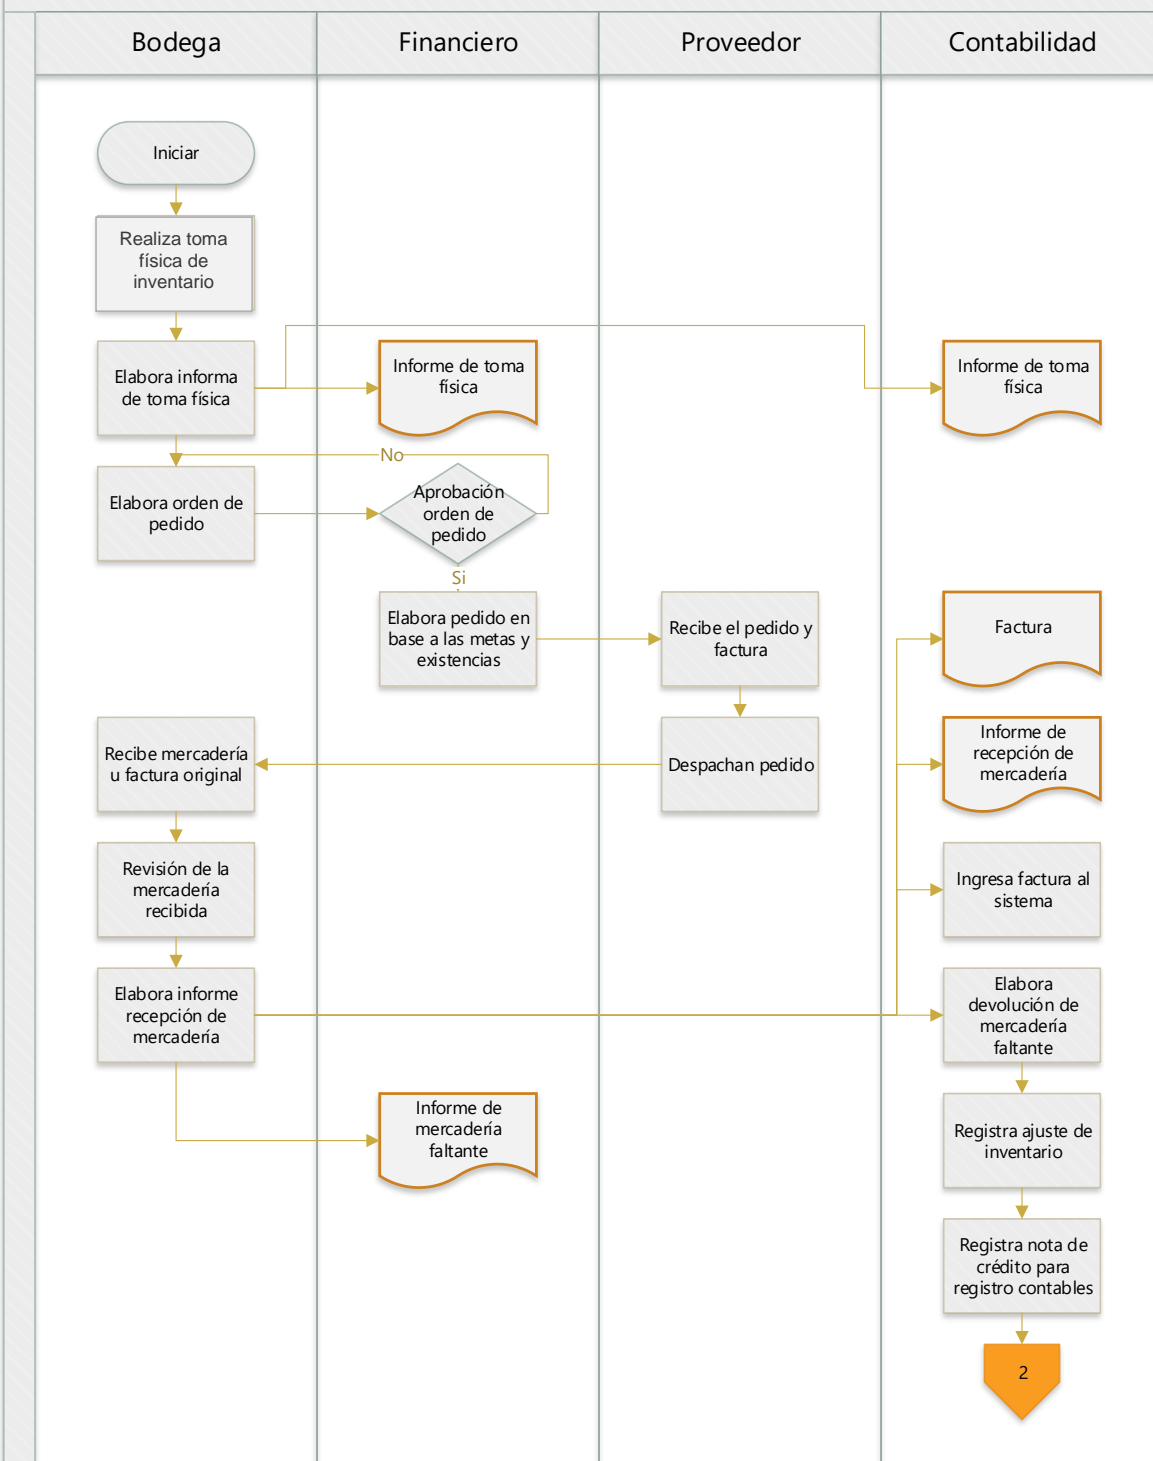 Bodega
Financiero
Proveedor
Contabilidad
Iniciar
Realiza toma
física de
inventario
Elabora informa
de toma física
Informe de toma
física
Informe de toma
física
No
Elabora orden de
pedido
Aprobación
orden de
pedido
Si
Elabora pedido en
base a las metas y
existencias
Recibe el pedido y
factura
Factura
Recibe mercadería
u factura original
Despachan pedido
Informe de
recepción de
mercadería
Revisión de la
mercadería
recibida
Ingresa factura al
sistema
Elabora informe
recepción de
mercadería
Elabora
devolución de
mercadería
faltante
Informe de
mercadería
faltante
Registra ajuste de
inventario
Registra nota de
crédito para
registro contables
2